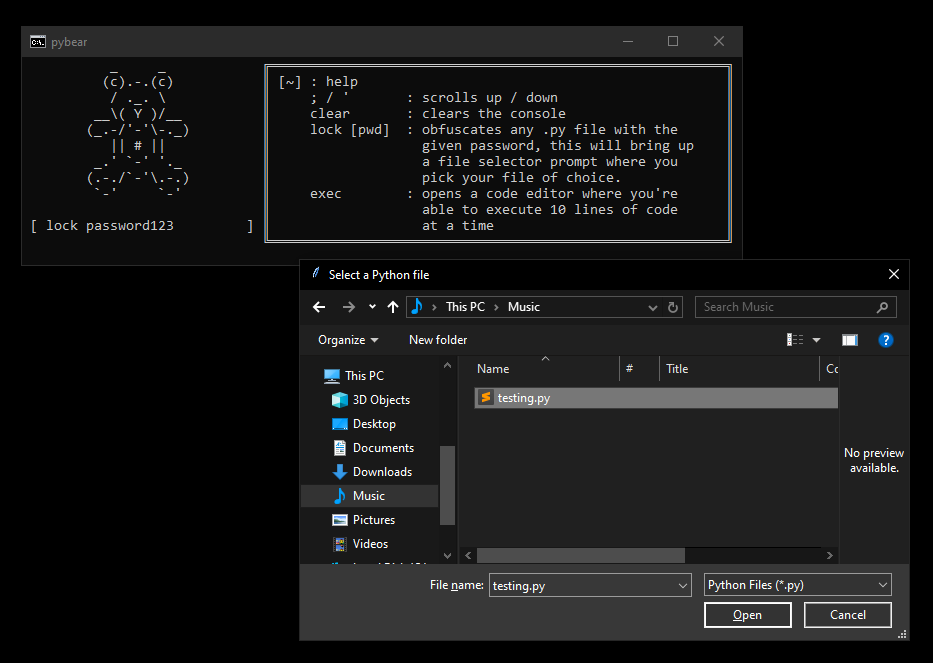 pybear
   _     _
  (c).-.(c)
   / ._. \
 __\( Y )/__
(_.-/'-'\-._)
   || # ||
 _.' `-' '._
(.-./`-'\.-.)
 `-'     `-'
[ lock password123 ]
[~] : help
; / ' : scrolls up / down
clear : clears the console
lock [pwd] : obfuscates any .py file with the
given password, this will bring up
a file selector prompt where you
pick your file of choice.
exec : opens a code editor where you're
able to execute 10 lines of code
at a time
Select a Python file
This PC › Music
Search Music
Organize
New folder
This PC
3D Objects
Desktop
Documents
Downloads
Music
Pictures
Videos
Name # Title
testing.py
No preview
available.
File name: testing.py
Python Files (*.py)
Open
Cancel